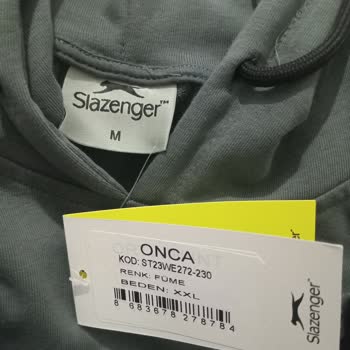 Slazenger™
M
ONCA
KOD: ST23WE272-230
RENK: FÜME
BEDEN: XXL
8 683678 278784
Slazenger